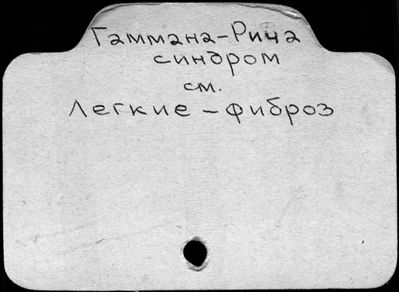 Гаммана-Рича
синдром
см.
Легкие - фиброз